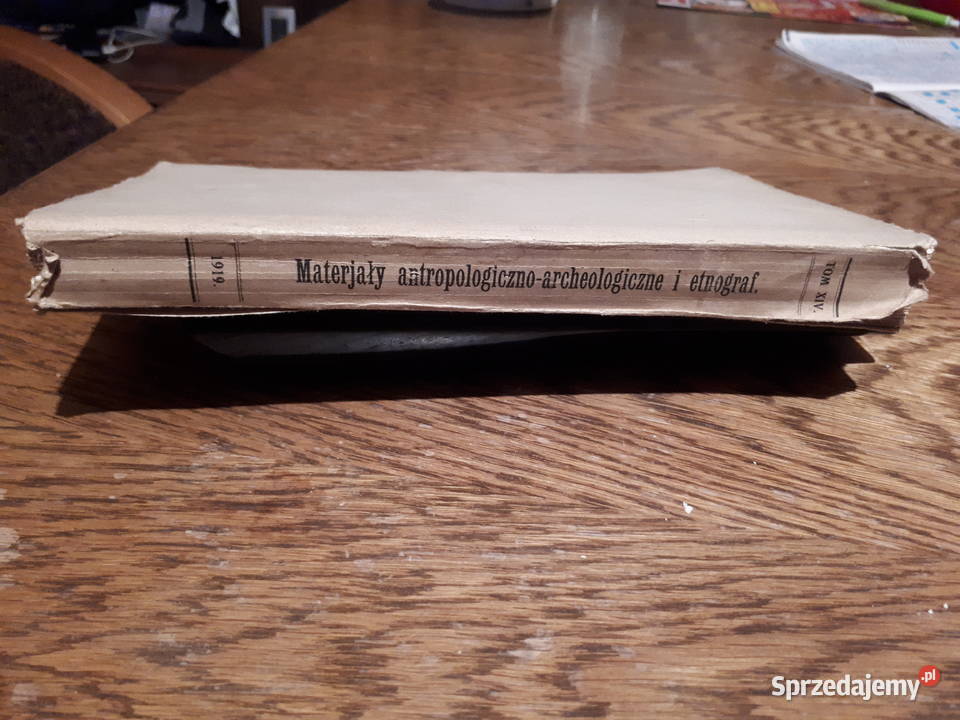 1919.
Materjały antropologiczno-archeologiczne i etnograf.
TOM XIV.
Sprzedajemy.pl